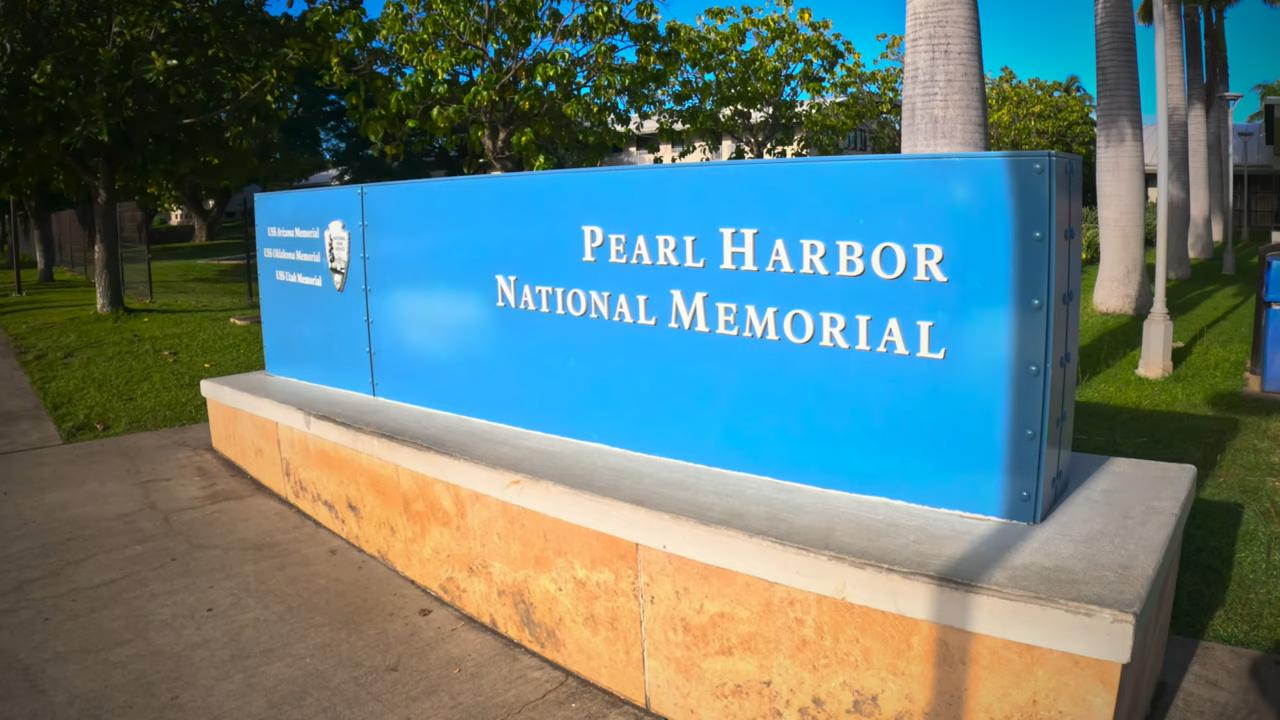 USS Arizona Memorial
USS Oklahoma Memorial
USS Utah Memorial
PEARL HARBOR
NATIONAL MEMORIAL